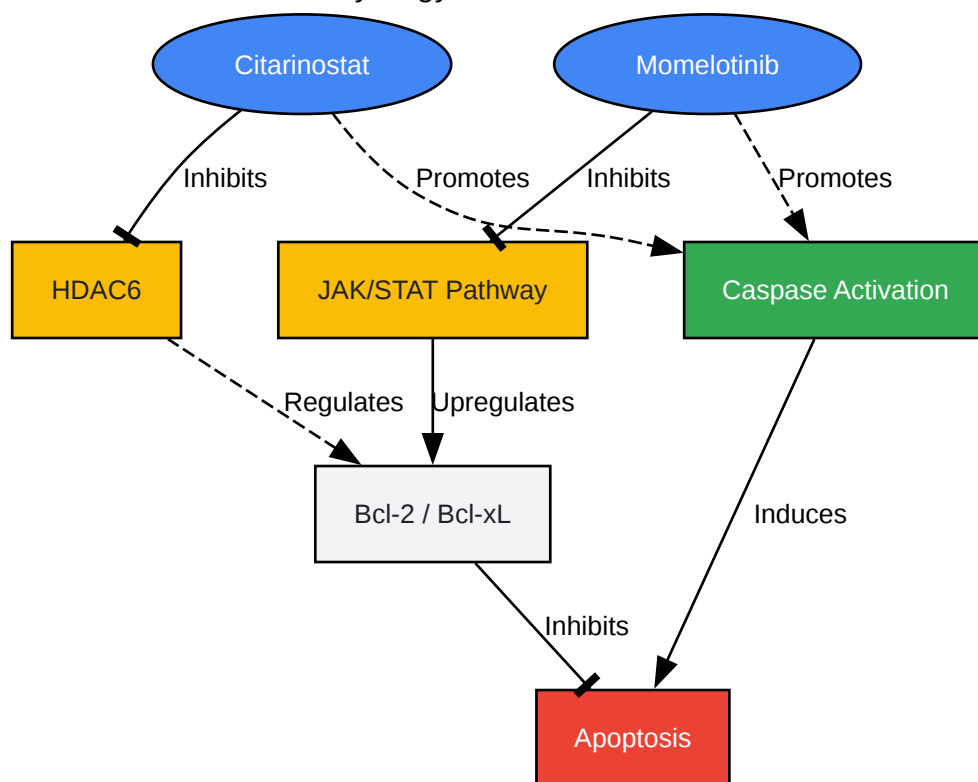 Citarinostat
Momelotinib
Inhibits
Promotes
Inhibits
Promotes
HDAC6
JAK/STAT Pathway
Caspase Activation
Regulates
Upregulates
Bcl-2 / Bcl-xL
Induces
Inhibits
Apoptosis